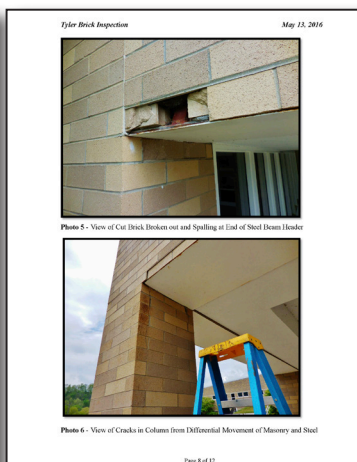 Tyler Brick Inspection May 13, 2016
Photo 5 - View of Cut Brick Broken out and Spalling at End of Steel Beam Header
Photo 6 - View of Cracks in Column from Differential Movement of Masonry and Steel
Page 8 of 12